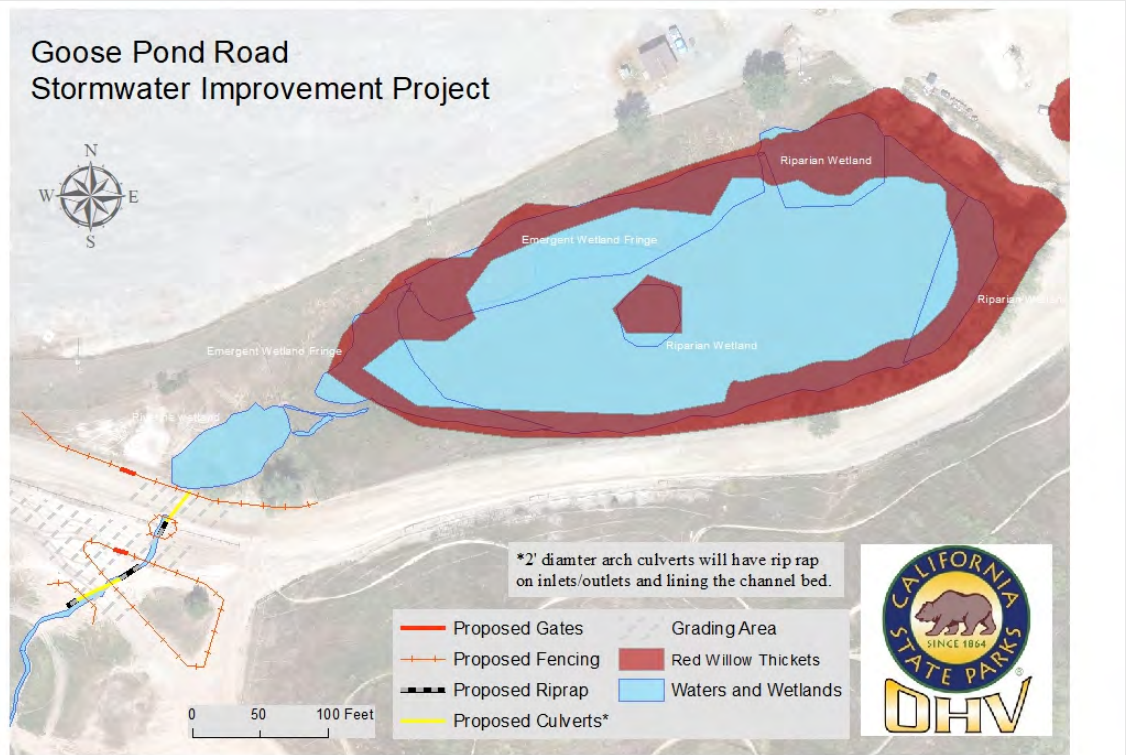 Goose Pond Road
Stormwater Improvement Project
N
W
E
S
Riparian Wetland
Emergent Wetland Fringe
Riparian Wetland
Riparian Wetland
Emergent Wetland Fringe
wetland
*2' diamter arch culverts will have rip rap
on inlets/outlets and lining the channel bed.
Proposed Gates
Proposed Fencing
Proposed Riprap
Proposed Culverts*
Grading Area
Red Willow Thickets
Waters and Wetlands
0 50 100 Feet
CALIFORNIA
STATE PARKS
SINCE 1864
®
OHV